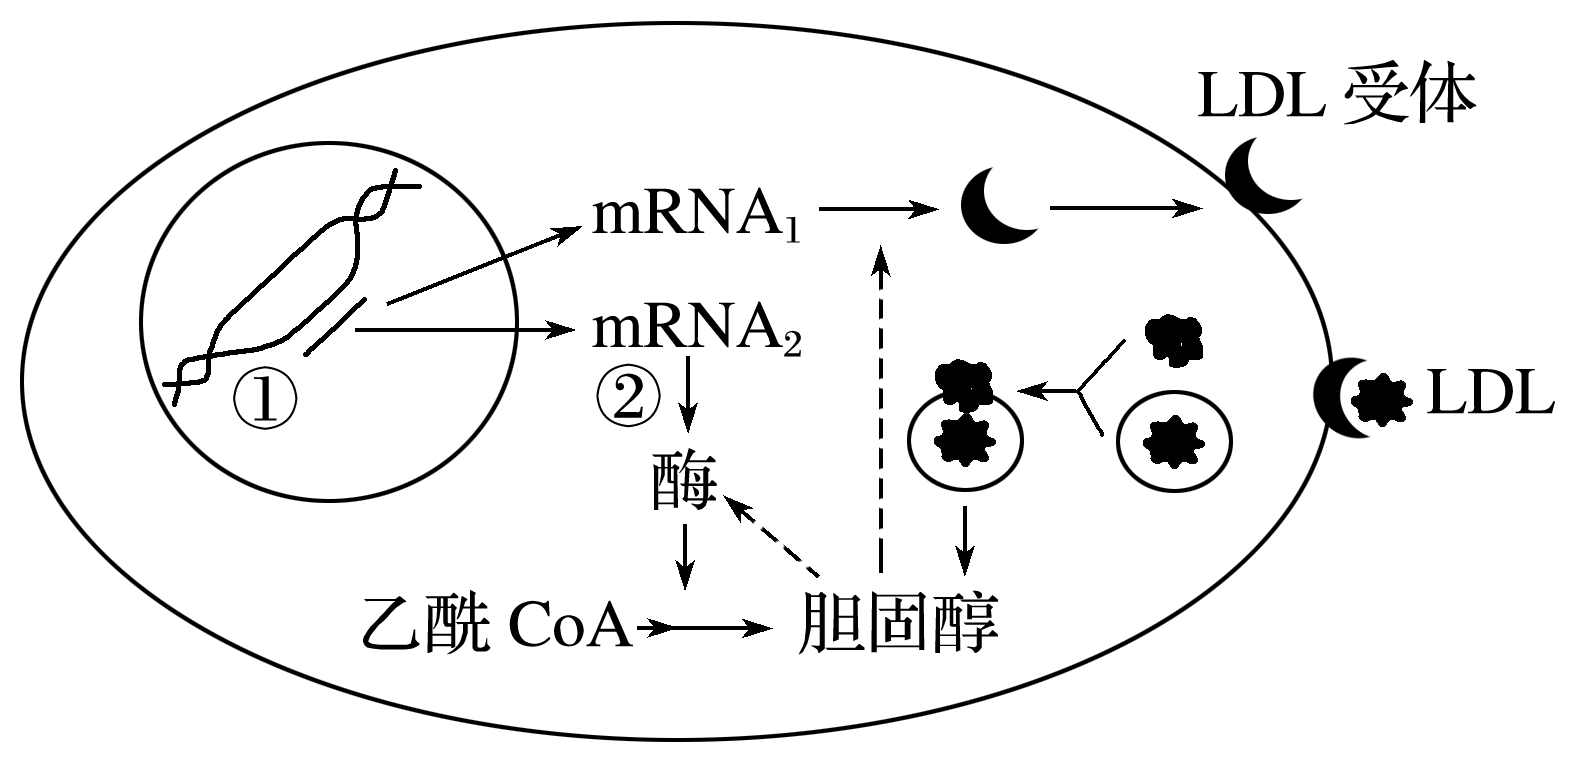 LDL 受体
mRNA₁
mRNA₂
① ②
LDL
酶
乙酰 CoA 胆固醇